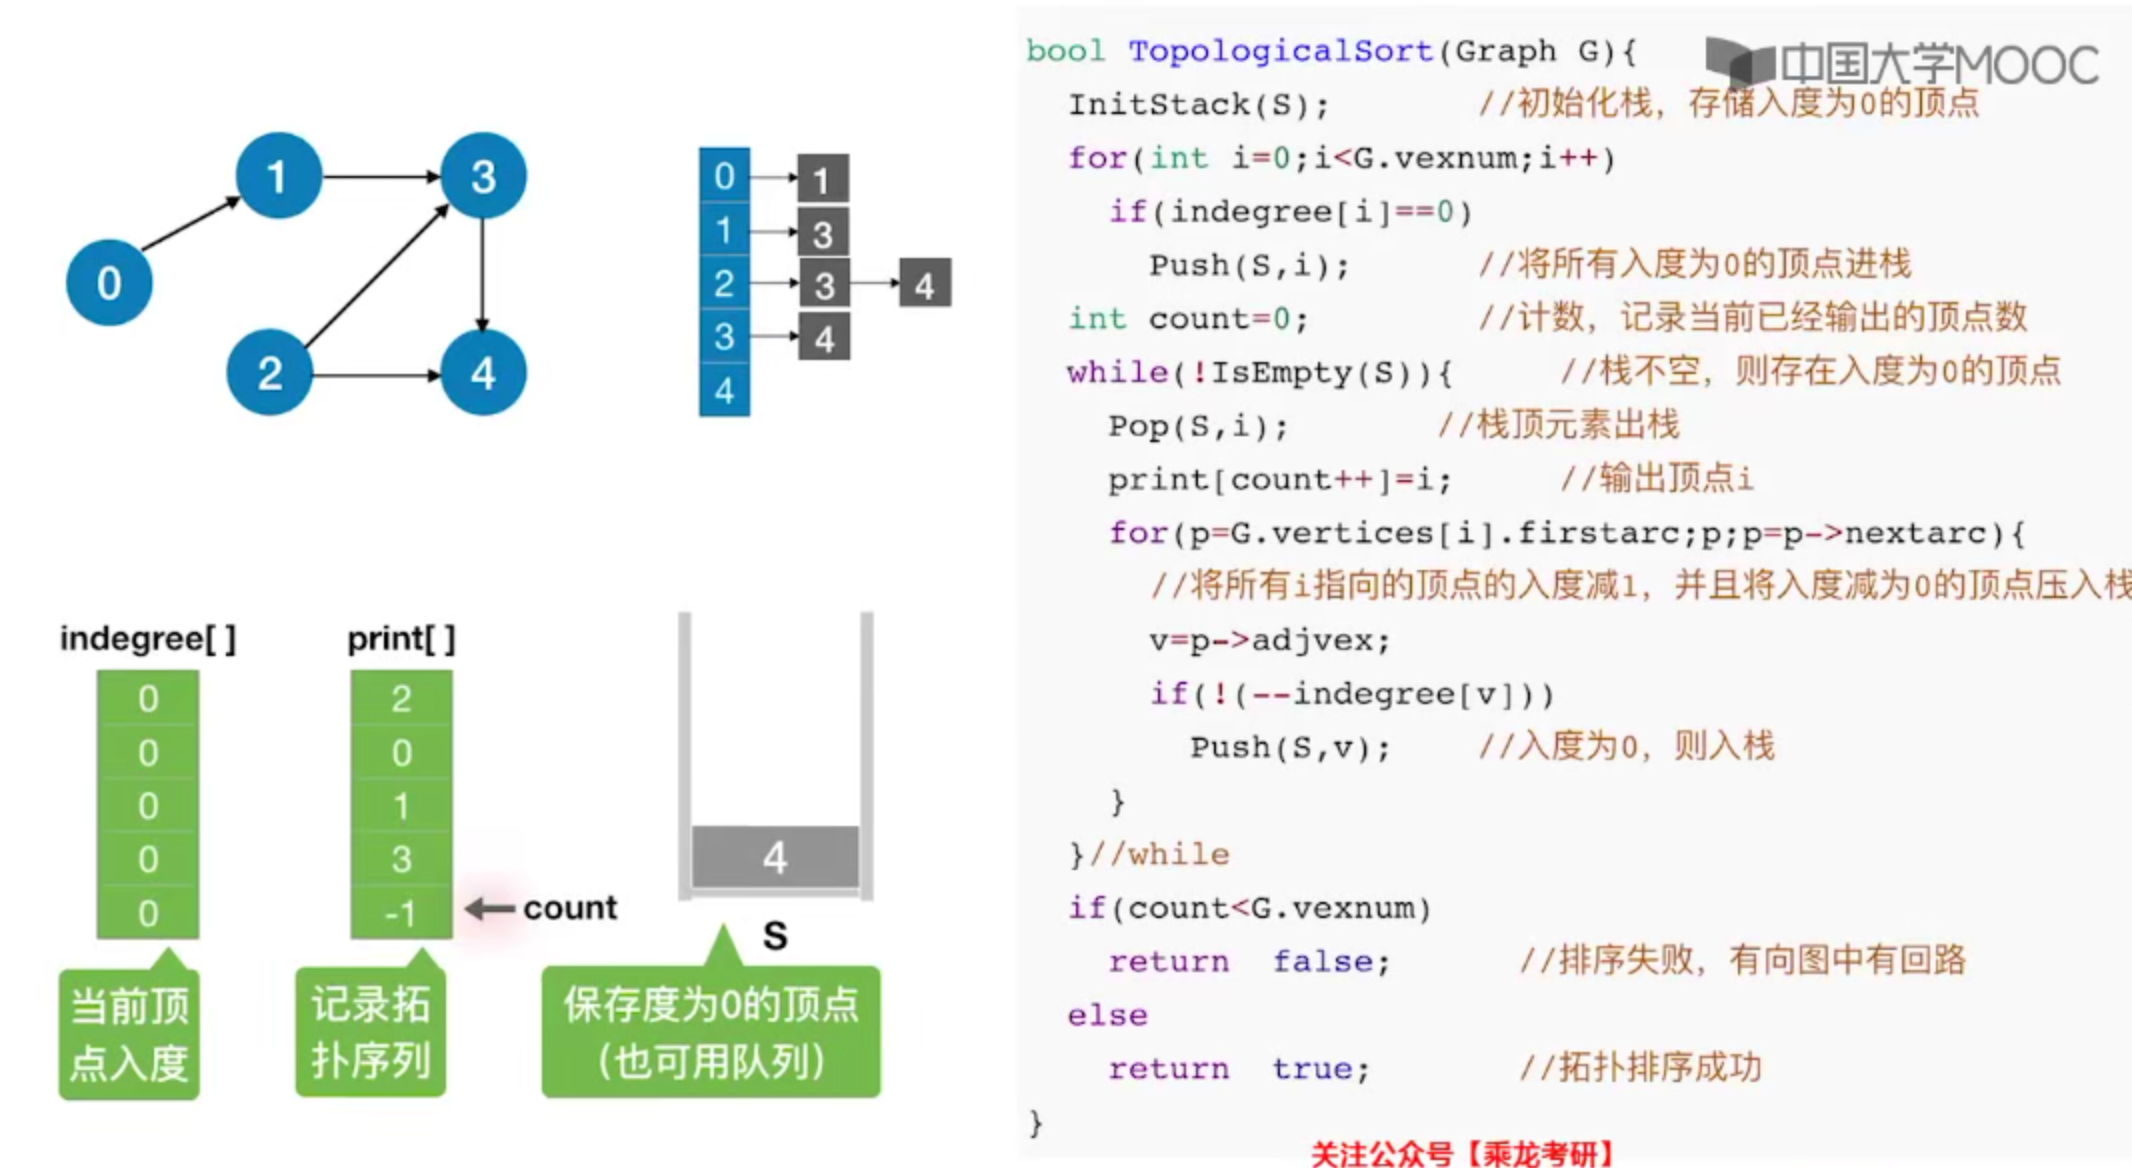 1
3
0
2
4
0
1
1
3
2
3
4
3
4
4
indegree[ ]
0
0
0
0
0
print[ ]
2
0
1
3
-1
count
4
S
当前顶
点入度
记录拓
扑序列
保存度为0的顶点
（也可用队列）
中国大学MOOC
bool TopologicalSort(Graph G){
InitStack(S); //初始化栈，存储入度为0的顶点
for(int i=0;i<G.vexnum;i++)
if(indegree[i]==0)
Push(S,i); //将所有入度为0的顶点进栈
int count=0; //计数，记录当前已经输出的顶点数
while(!IsEmpty(S)){ //栈不空，则存在入度为0的顶点
Pop(S,i); //栈顶元素出栈
print[count++]=i; //输出顶点i
for(p=G.vertices[i].firstarc;p;p=p->nextarc){
//将所有i指向的顶点的入度减1，并且将入度减为0的顶点压入栈
v=p->adjvex;
if(!(--indegree[v]))
Push(S,v); //入度为0，则入栈
}
}//while
if(count<G.vexnum)
return false; //排序失败，有向图中有回路
else
return true; //拓扑排序成功
}
关注公众号【乘龙考研】